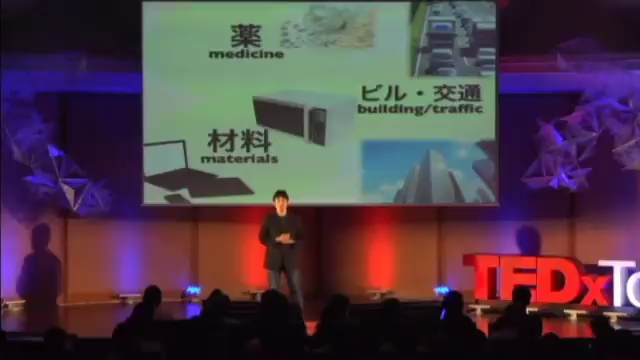 薬
medicine
ビル・交通
building/traffic
材料
materials
TEDxTo